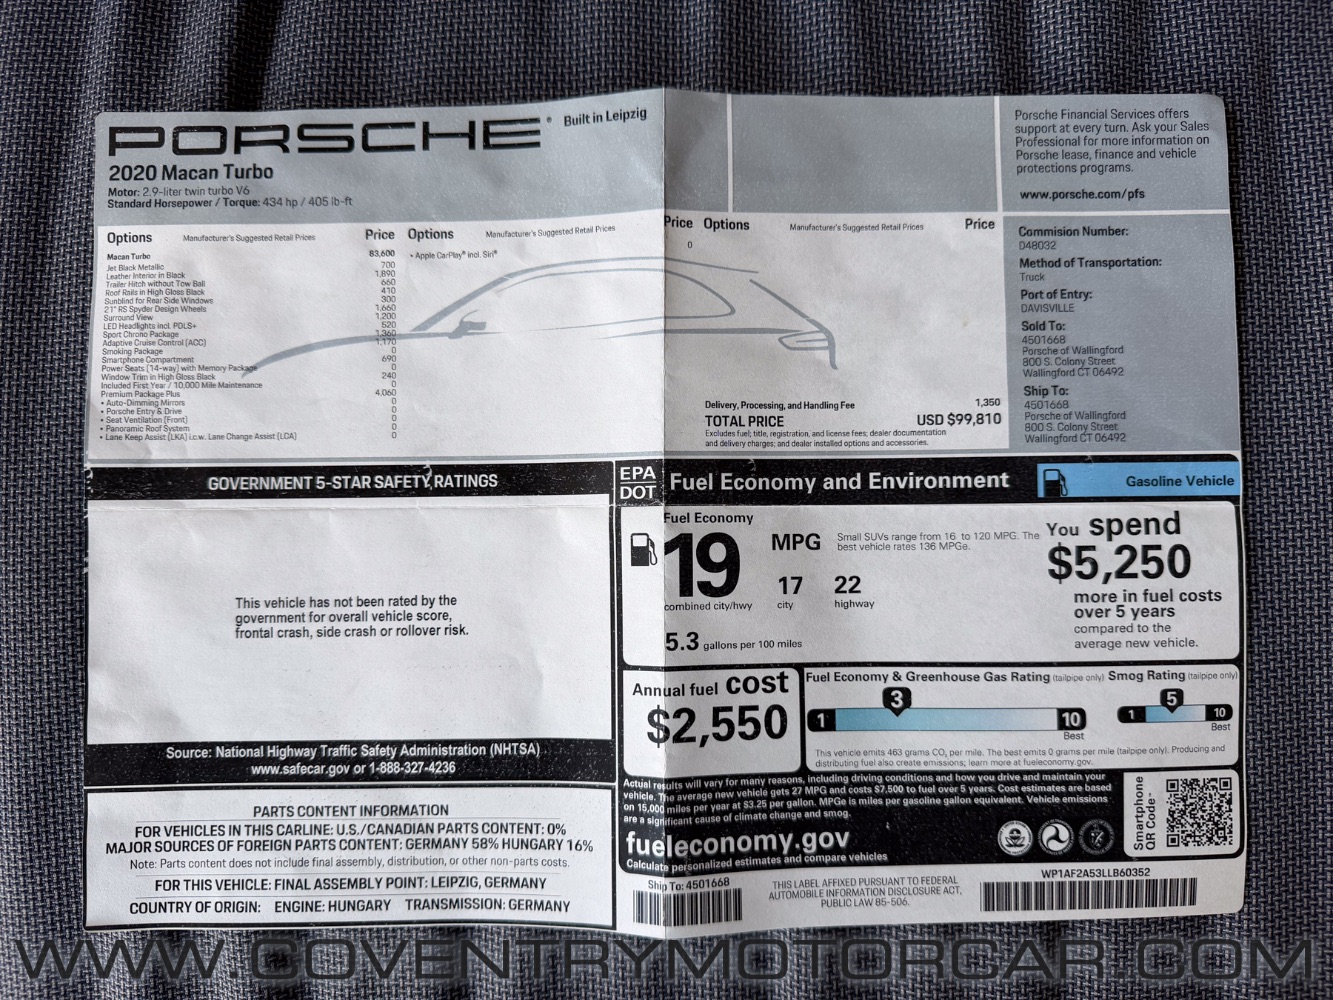 PORSCHE® Built in Leipzig
2020 Macan Turbo
Motor: 2.9-liter twin turbo V6
Standard Horsepower / Torque: 434 hp / 405 lb-ft
Porsche Financial Services offers
support at every turn. Ask your Sales
Professional for more information on
Porsche lease, finance and vehicle
protections programs.
www.porsche.com/pfs
Options Manufacturer's Suggested Retail Prices Price
Macan Turbo 83,600
Jet Black Metallic 700
Leather Interior in Black 1,890
Trailer Hitch without Tow Ball 660
Roof Rails in High Gloss Black 410
Sunblind for Rear Side Windows 300
21" RS Spyder Design Wheels 1,660
Surround View 1,200
LED Headlights incl. PDLS+ 520
Sport Chrono Package 1,360
Adaptive Cruise Control (ACC) 1,170
Smoking Package 0
Smartphone Compartment 690
Power Seats (14-way) with Memory Package 0
Window Trim in High Gloss Black 240
Included First Year / 10,000 Mile Maintenance 0
Premium Package Plus 4,060
• Auto-Dimming Mirrors 0
• Porsche Entry & Drive 0
• Seat Ventilation (Front) 0
• Panoramic Roof System 0
• Lane Keep Assist (LKA) i.c.w. Lane Change Assist (LCA) 0
Options Manufacturer's Suggested Retail Prices Price
• Apple CarPlay® incl. Siri® 0
Options Manufacturer's Suggested Retail Prices Price
Delivery, Processing, and Handling Fee 1,350
TOTAL PRICE USD $99,810
Excludes fuel; title, registration, and license fees; dealer documentation
and delivery charges; and dealer installed options and accessories.
Commision Number:
D48032
Method of Transportation:
Truck
Port of Entry:
DAVISVILLE
Sold To:
4501668
Porsche of Wallingford
800 S. Colony Street
Wallingford CT 06492
Ship To:
4501668
Porsche of Wallingford
800 S. Colony Street
Wallingford CT 06492
GOVERNMENT 5-STAR SAFETY RATINGS
This vehicle has not been rated by the
government for overall vehicle score,
frontal crash, side crash or rollover risk.
Source: National Highway Traffic Safety Administration (NHTSA)
www.safecar.gov or 1-888-327-4236
PARTS CONTENT INFORMATION
FOR VEHICLES IN THIS CARLINE: U.S./CANADIAN PARTS CONTENT: 0%
MAJOR SOURCES OF FOREIGN PARTS CONTENT: GERMANY 58% HUNGARY 16%
Note: Parts content does not include final assembly, distribution, or other non-parts costs.
FOR THIS VEHICLE: FINAL ASSEMBLY POINT: LEIPZIG, GERMANY
COUNTRY OF ORIGIN: ENGINE: HUNGARY TRANSMISSION: GERMANY
EPA
DOT
Fuel Economy and Environment
Gasoline Vehicle
Fuel Economy
19 MPG
combined city/hwy
17
city
22
highway
Small SUVs range from 16 to 120 MPG. The
best vehicle rates 136 MPGe.
5.3 gallons per 100 miles
You spend
$5,250
more in fuel costs
over 5 years
compared to the
average new vehicle.
Annual fuel cost
$2,550
Fuel Economy & Greenhouse Gas Rating (tailpipe only)
3
1 10
Best
Smog Rating (tailpipe only)
5
1 10
Best
This vehicle emits 463 grams CO₂ per mile. The best emits 0 grams per mile (tailpipe only). Producing and
distributing fuel also create emissions; learn more at fueleconomy.gov.
Actual results will vary for many reasons, including driving conditions and how you drive and maintain your
vehicle. The average new vehicle gets 27 MPG and costs $7,500 to fuel over 5 years. Cost estimates are based
on 15,000 miles per year at $3.25 per gallon. MPGe is miles per gasoline gallon equivalent. Vehicle emissions
are a significant cause of climate change and smog.
fueleconomy.gov
Calculate personalized estimates and compare vehicles
Smartphone
QR Code™
Ship To: 4501668
THIS LABEL AFFIXED PURSUANT TO FEDERAL
AUTOMOBILE INFORMATION DISCLOSURE ACT,
PUBLIC LAW 85-506.
WP1AF2A53LLB60352
WWW.COVENTRYMOTORCAR.COM